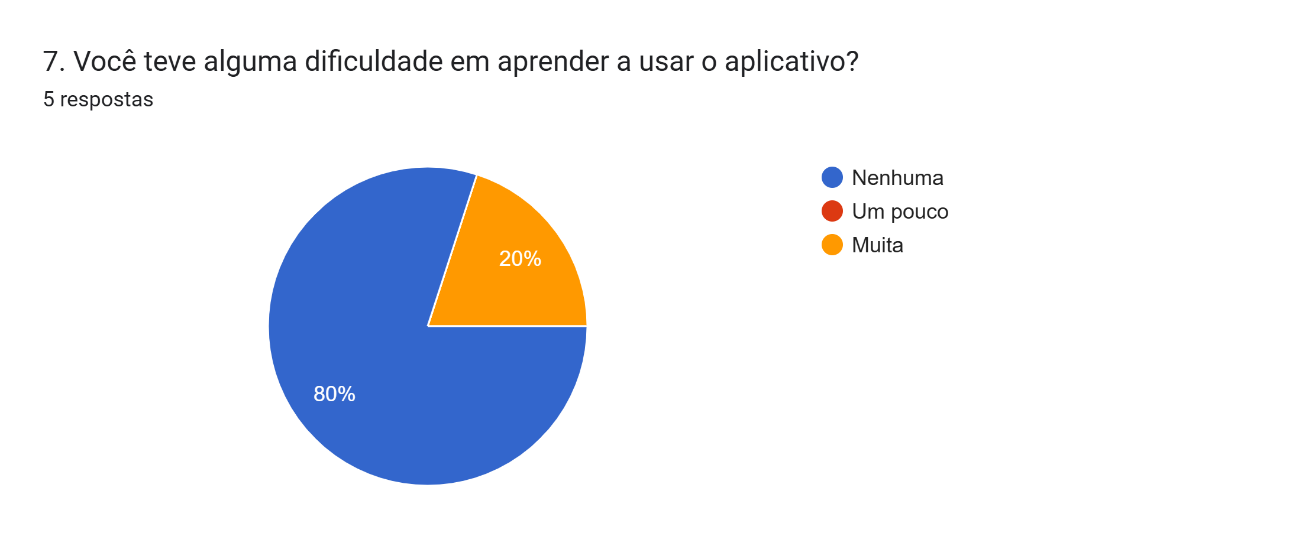 7. Você teve alguma dificuldade em aprender a usar o aplicativo?
5 respostas
Nenhuma
Um pouco
Muita
20%
80%